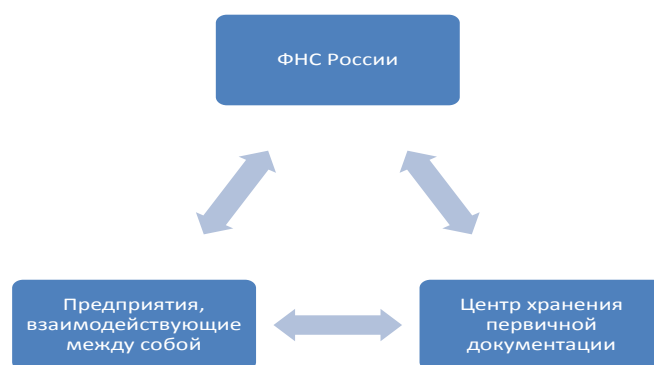 ФНС России
Предприятия,
взаимодействующие
между собой
Центр хранения
первичной
документации